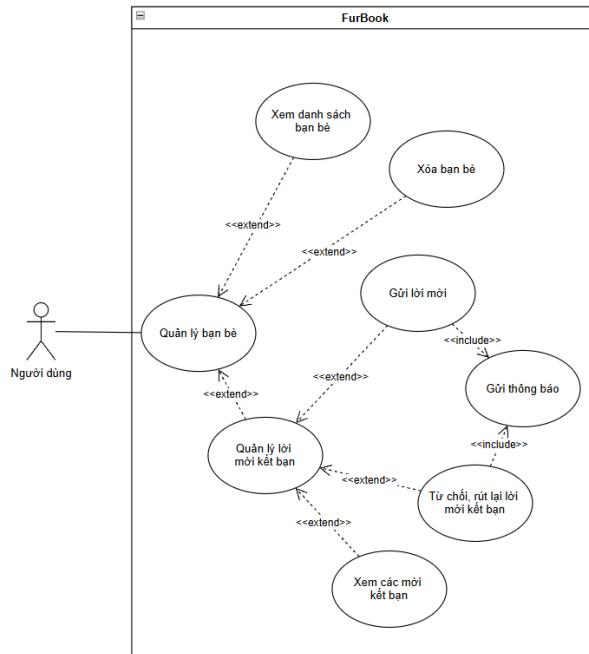 FurBook
Xem danh sách
bạn bè
Xóa bạn bè
<<extend>>
<<extend>>
Gửi lời mời
Quản lý bạn bè
<<include>>
Người dùng
<<extend>>
Gửi thông báo
<<extend>>
Quản lý lời
mời kết bạn
<<include>>
<<extend>>
Từ chối, rút lại lời
mời kết bạn
<<extend>>
Xem các mời
kết bạn